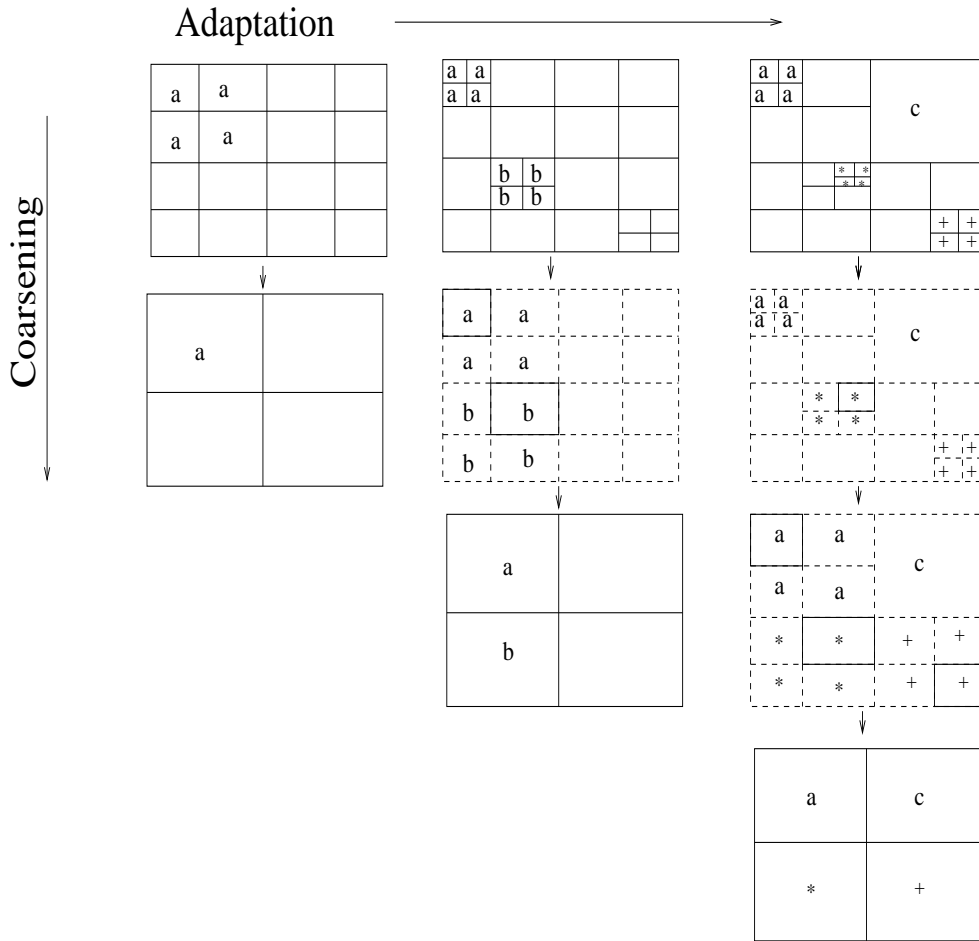 Adaptation
Coarsening
a a
a a
a a
a a
b b
b b
a a
a a
c
* *
* *
+ +
+ +
a
a a
a a
b b
b b
a a
a a
c
* *
* *
+ +
+ +
a
b
a a
a a
c
* * + +
* * + +
a c
* +